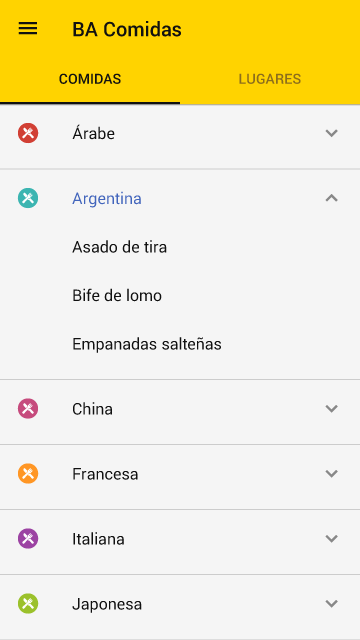 BA Comidas
COMIDAS
LUGARES
Árabe
Argentina
Asado de tira
Bife de lomo
Empanadas salteñas
China
Francesa
Italiana
Japonesa